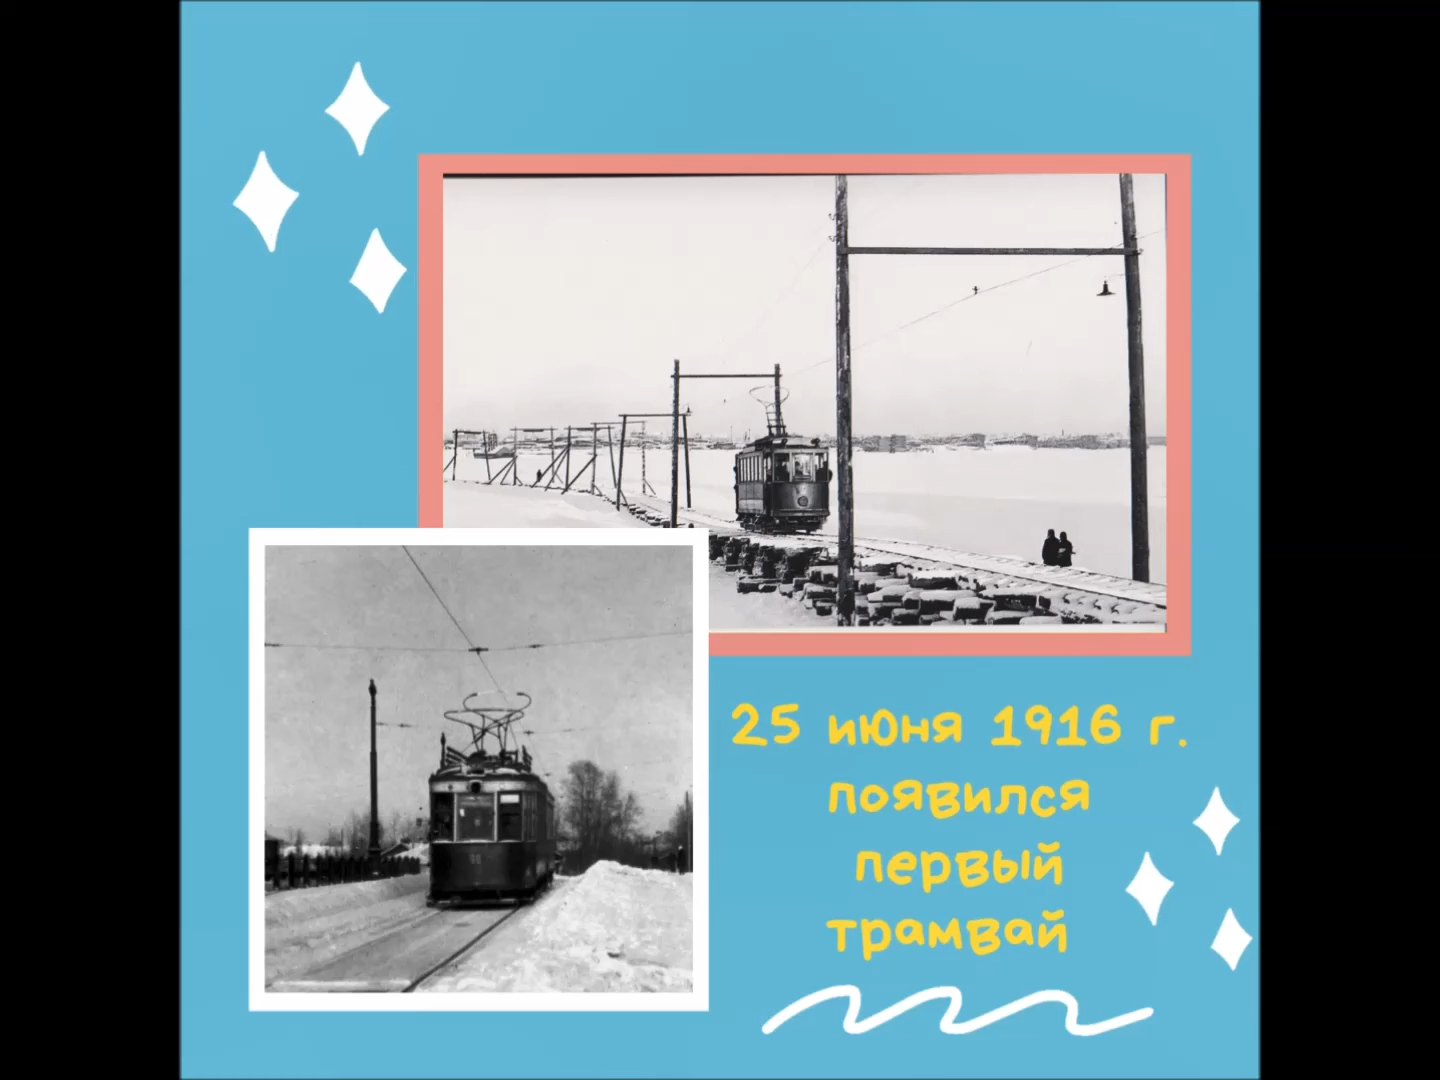 25 июня 1916 г.
появился
первый
трамвай